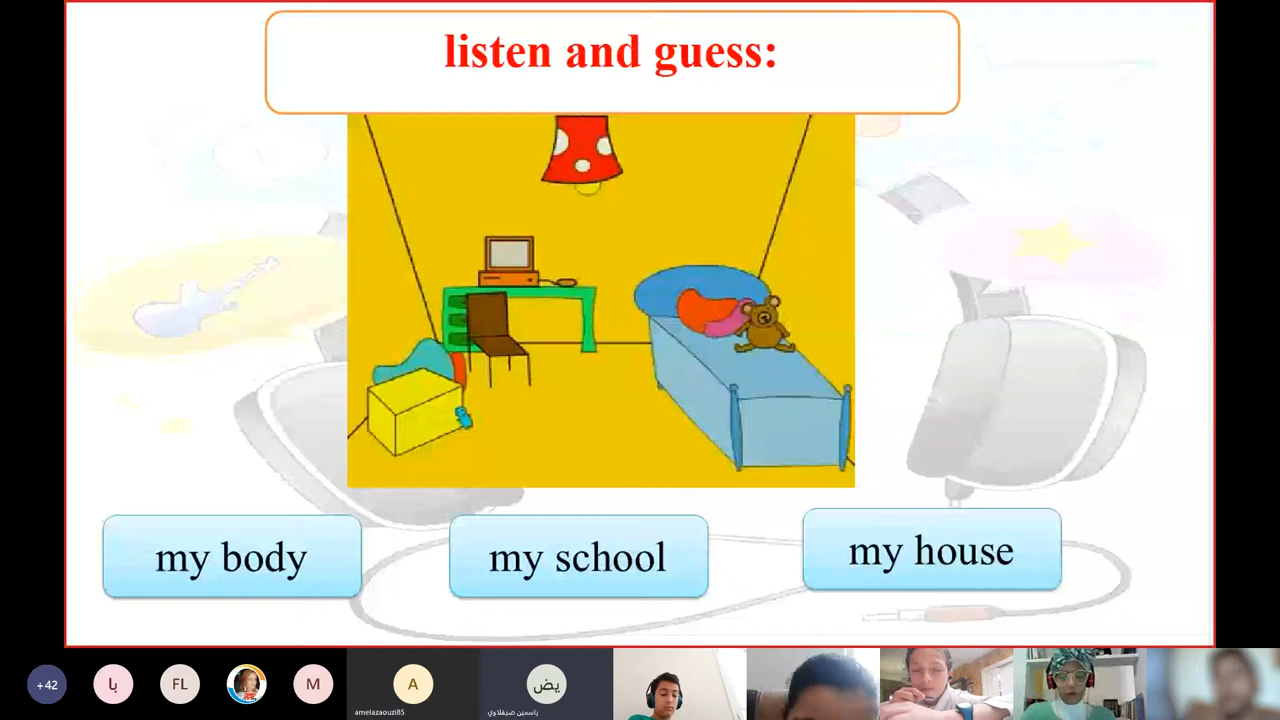 listen and guess:
my body
my school
my house
+42
با
FL
M
A
amelazaouzi85
يض
ياسمين ضيفلاوي